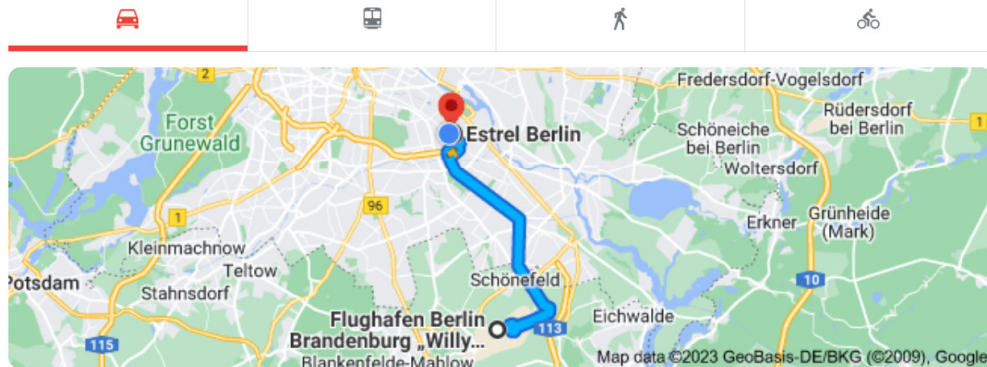 2
Fredersdorf-Vogelsdorf
Forst
Grunewald
Estrel Berlin
Rüdersdorf
bei Berlin
1
Schöneiche
bei Berlin
Woltersdorf
96
1
Erkner
Grünheide
(Mark)
Kleinmachnow
Teltow
Potsdam
Stahnsdorf
Schönefeld
10
Flughafen Berlin
Brandenburg „Willy...
113
Eichwalde
115
Blankenfelde-Mahlow
Map data ©2023 GeoBasis-DE/BKG (©2009), Google